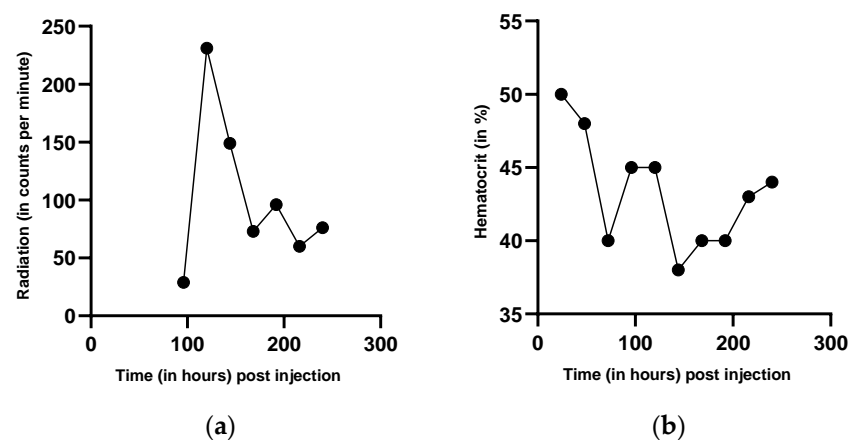 Radiation (in counts per minute)
250
200
150
100
50
0
0 100 200 300
Time (in hours) post injection
(a)
Hematocrit (in %)
55
50
45
40
35
0 100 200 300
Time (in hours) post injection
(b)